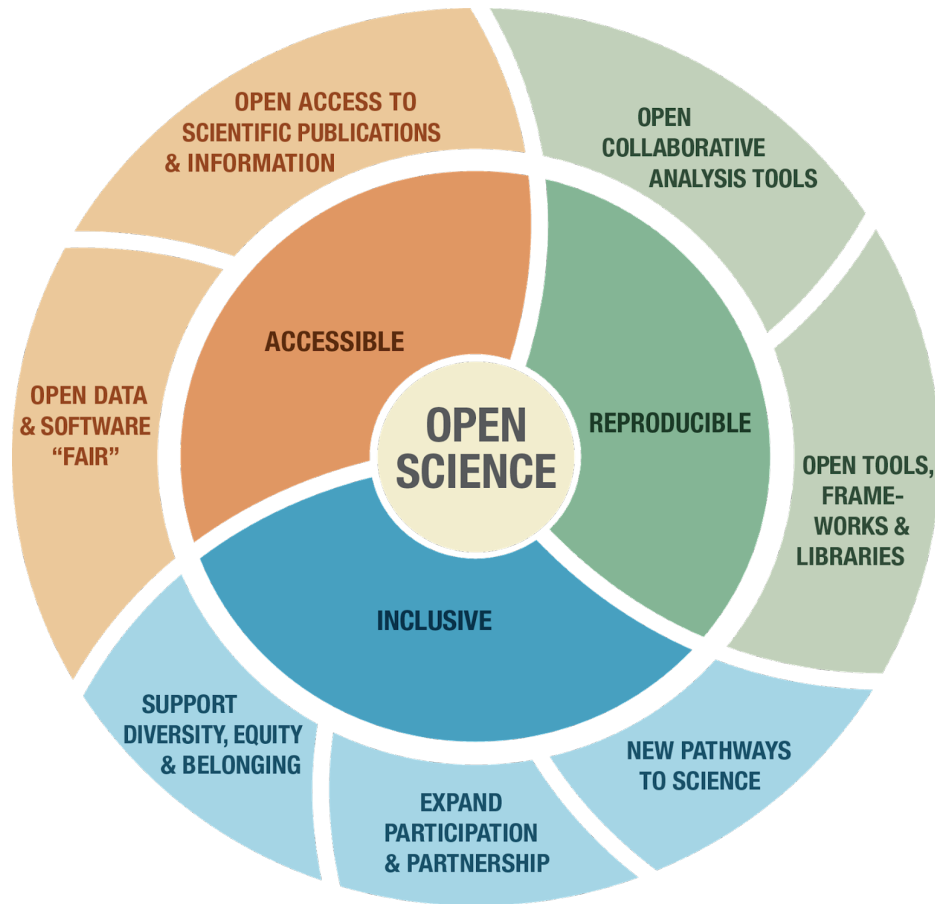 OPEN ACCESS TO
SCIENTIFIC PUBLICATIONS
& INFORMATION
OPEN
COLLABORATIVE
ANALYSIS TOOLS
ACCESSIBLE
OPEN DATA
& SOFTWARE
“FAIR”
OPEN
SCIENCE
REPRODUCIBLE
OPEN TOOLS,
FRAME-
WORKS &
LIBRARIES
INCLUSIVE
SUPPORT
DIVERSITY, EQUITY
& BELONGING
EXPAND
PARTICIPATION
& PARTNERSHIP
NEW PATHWAYS
TO SCIENCE